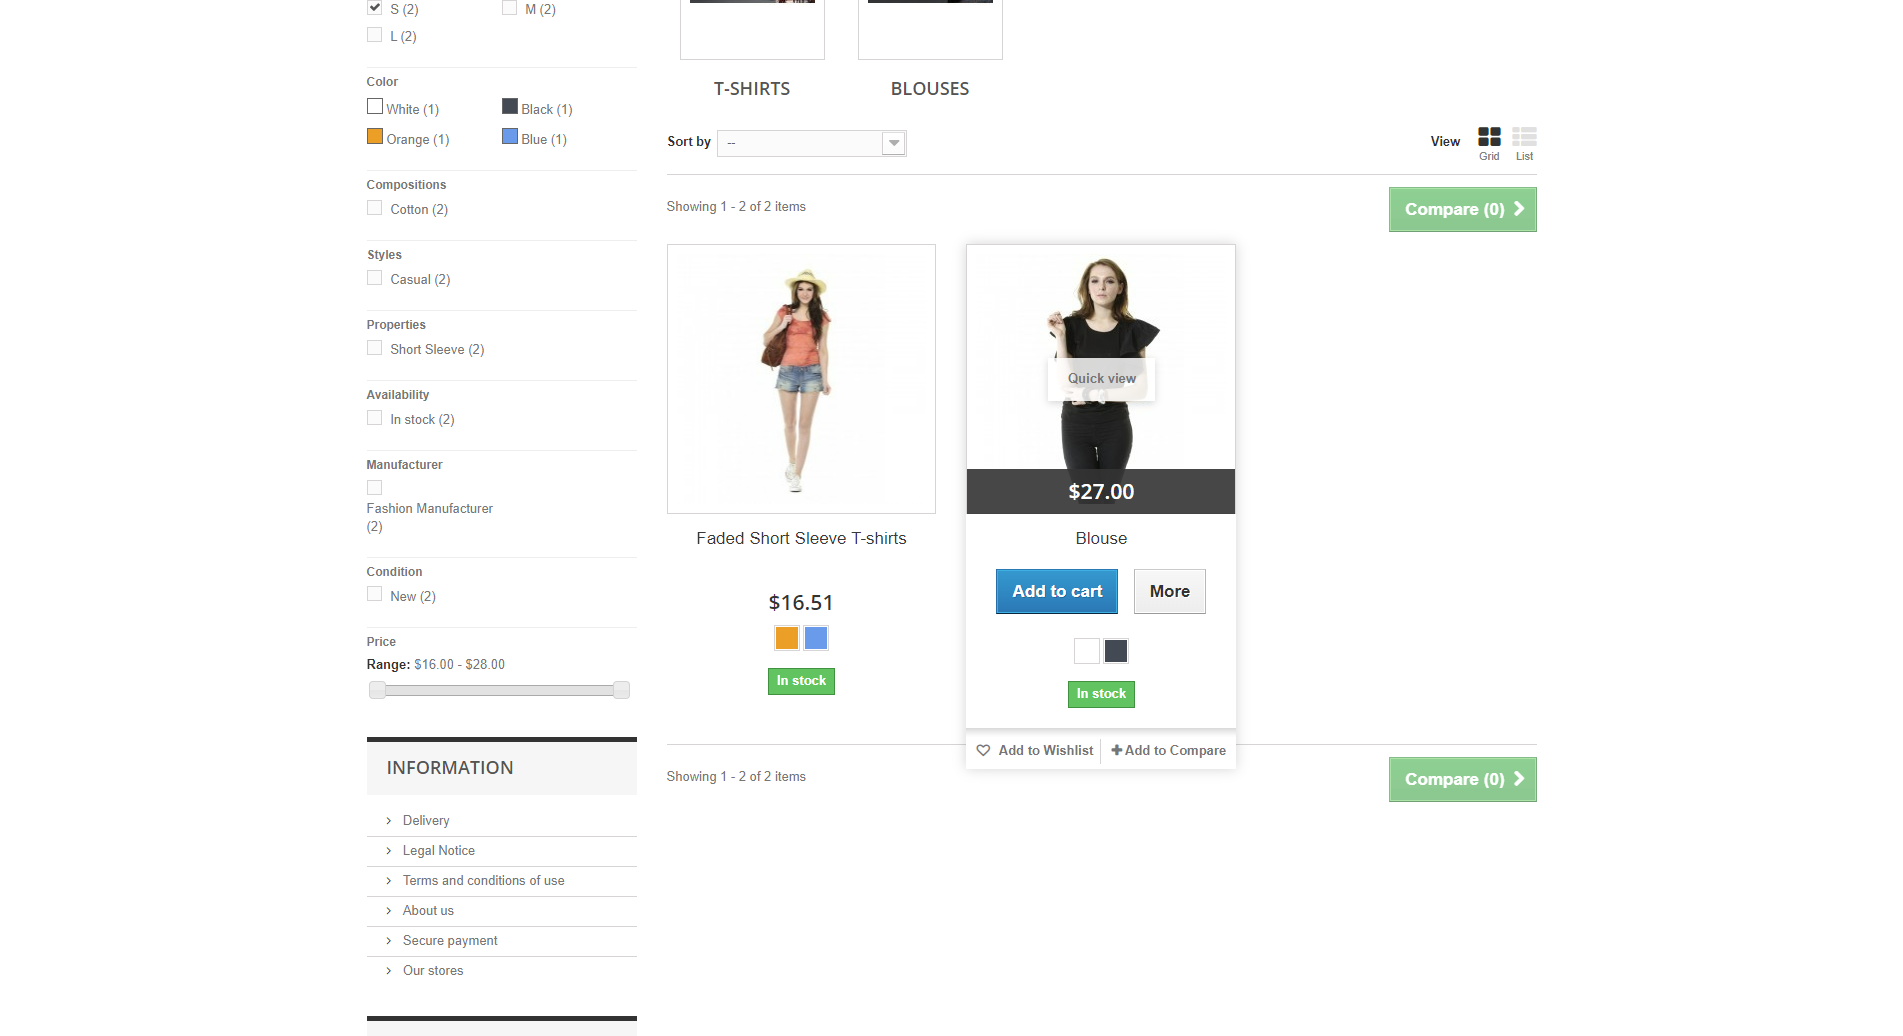 S (2)
M (2)
L (2)
Color
White (1)
Black (1)
Orange (1)
Blue (1)
Compositions
Cotton (2)
Styles
Casual (2)
Properties
Short Sleeve (2)
Availability
In stock (2)
Manufacturer
Fashion Manufacturer
(2)
Condition
New (2)
Price
Range: $16.00 - $28.00
INFORMATION
Delivery
Legal Notice
Terms and conditions of use
About us
Secure payment
Our stores
T-SHIRTS
BLOUSES
Sort by
--
View
Grid
List
Showing 1 - 2 of 2 items
Compare (0)
Faded Short Sleeve T-shirts
$16.51
In stock
Quick view
$27.00
Blouse
Add to cart
More
In stock
Add to Wishlist
Add to Compare
Showing 1 - 2 of 2 items
Compare (0)